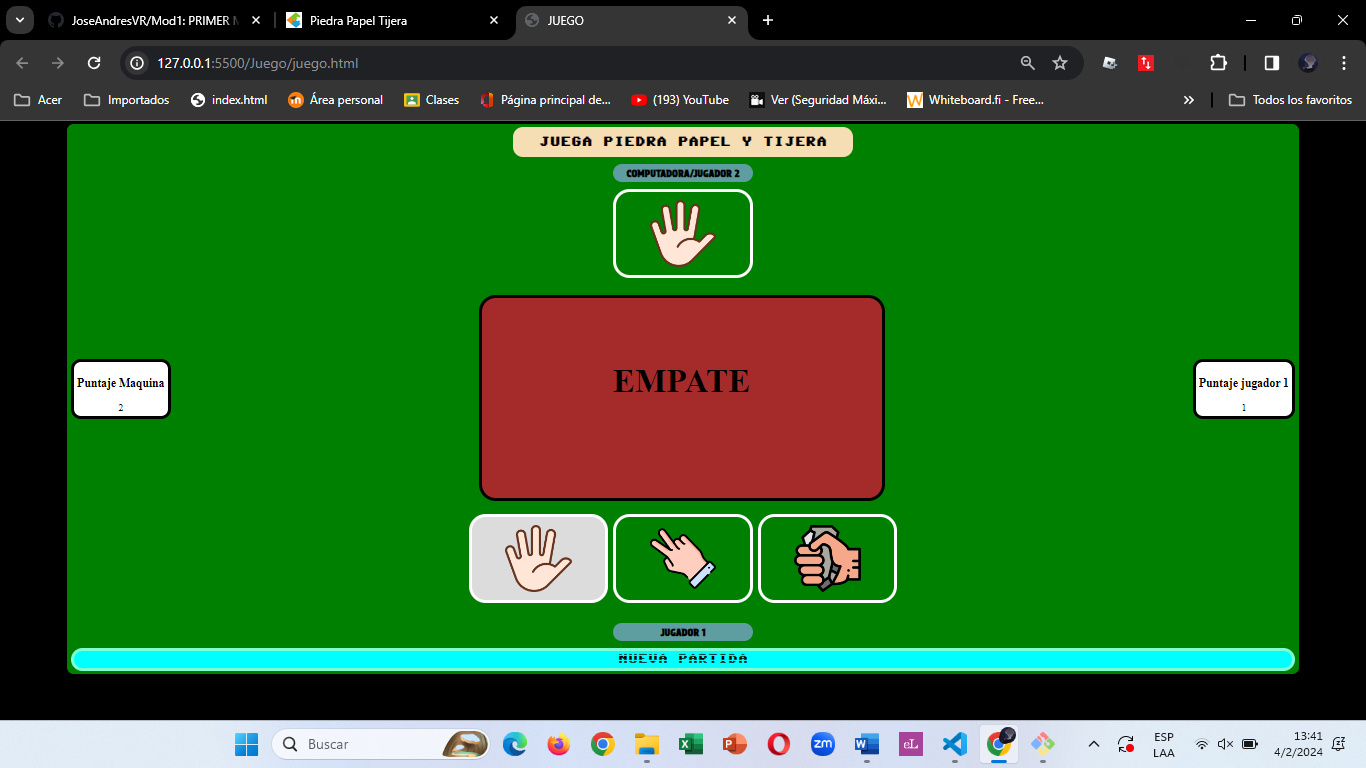 JoseAndresVR/Mod1: PRIMER M
Piedra Papel Tijera
JUEGO
127.0.0.1:5500/Juego/juego.html
Acer
Importados
index.html
Área personal
Clases
Página principal de...
(193) YouTube
Ver (Seguridad Máxi...
Whiteboard.fi - Free...
Todos los favoritos
JUEGA PIEDRA PAPEL Y TIJERA
COMPUTADORA/JUGADOR 2
EMPATE
Puntaje Maquina
2
Puntaje jugador 1
1
JUGADOR 1
NUEVA PARTIDA
Buscar
zm
eL
ESP
LAA
13:41
4/2/2024